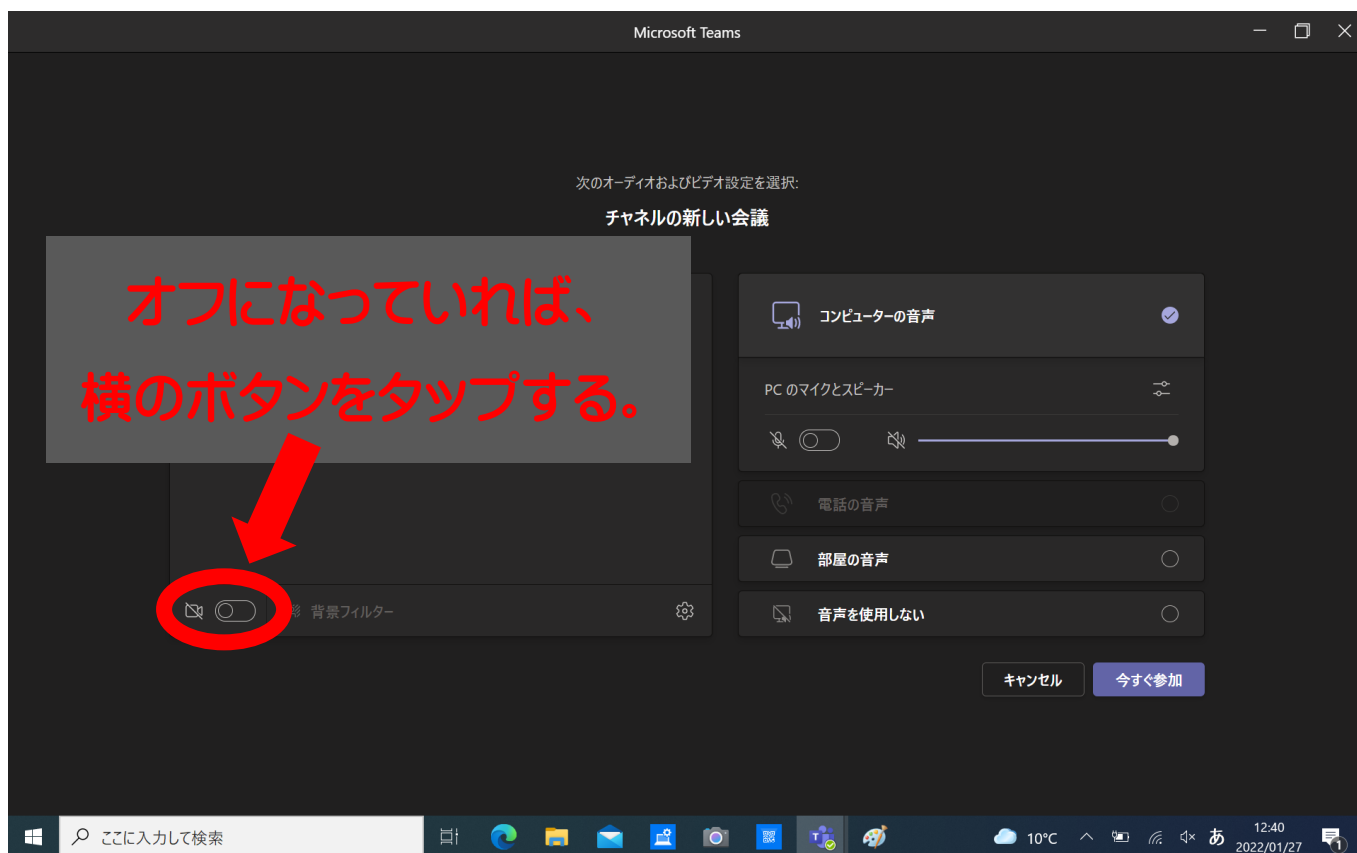 Microsoft Teams
次のオーディオおよびビデオ設定を選択:
チャネルの新しい会議
オフになっていれば、
横のボタンをタップする。
コンピューターの音声
PC のマイクとスピーカー
電話の音声
部屋の音声
背景フィルター
音声を使用しない
キャンセル
今すぐ参加
ここに入力して検索
10°C
あ
12:40
2022/01/27
1